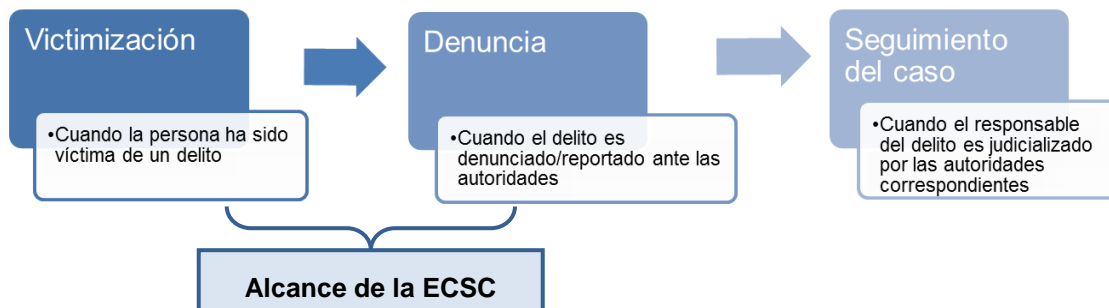 Victimización
•Cuando la persona ha sido
víctima de un delito
Denuncia
•Cuando el delito es
denunciado/reportado ante las
autoridades
Seguimiento
del caso
•Cuando el responsable
del delito es judicializado
por las autoridades
correspondientes
Alcance de la ECSC